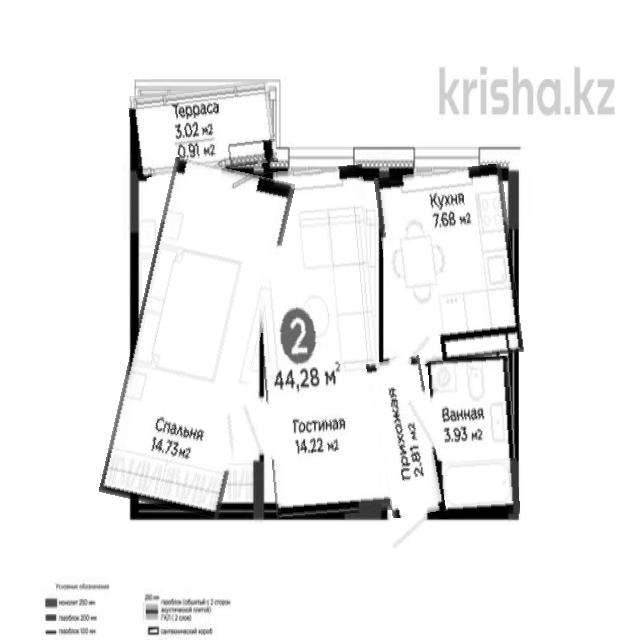 krisha.kz
Терраса
3.02 м2
0.91 м2
Кухня
7.68 м2
2
44,28 м2
Спальня
14.73 м2
Гостиная
14.22 м2
Прихожая
2.81 м2
Ванная
3.93 м2
Условные обозначения
монолит 250 мм
газоблок 200 мм
газоблок 100 мм
250 мм
газоблок (обшитый с 2 сторон
акустической плитой)
ГКЛ ( 2 слоя)
сантехнический короб